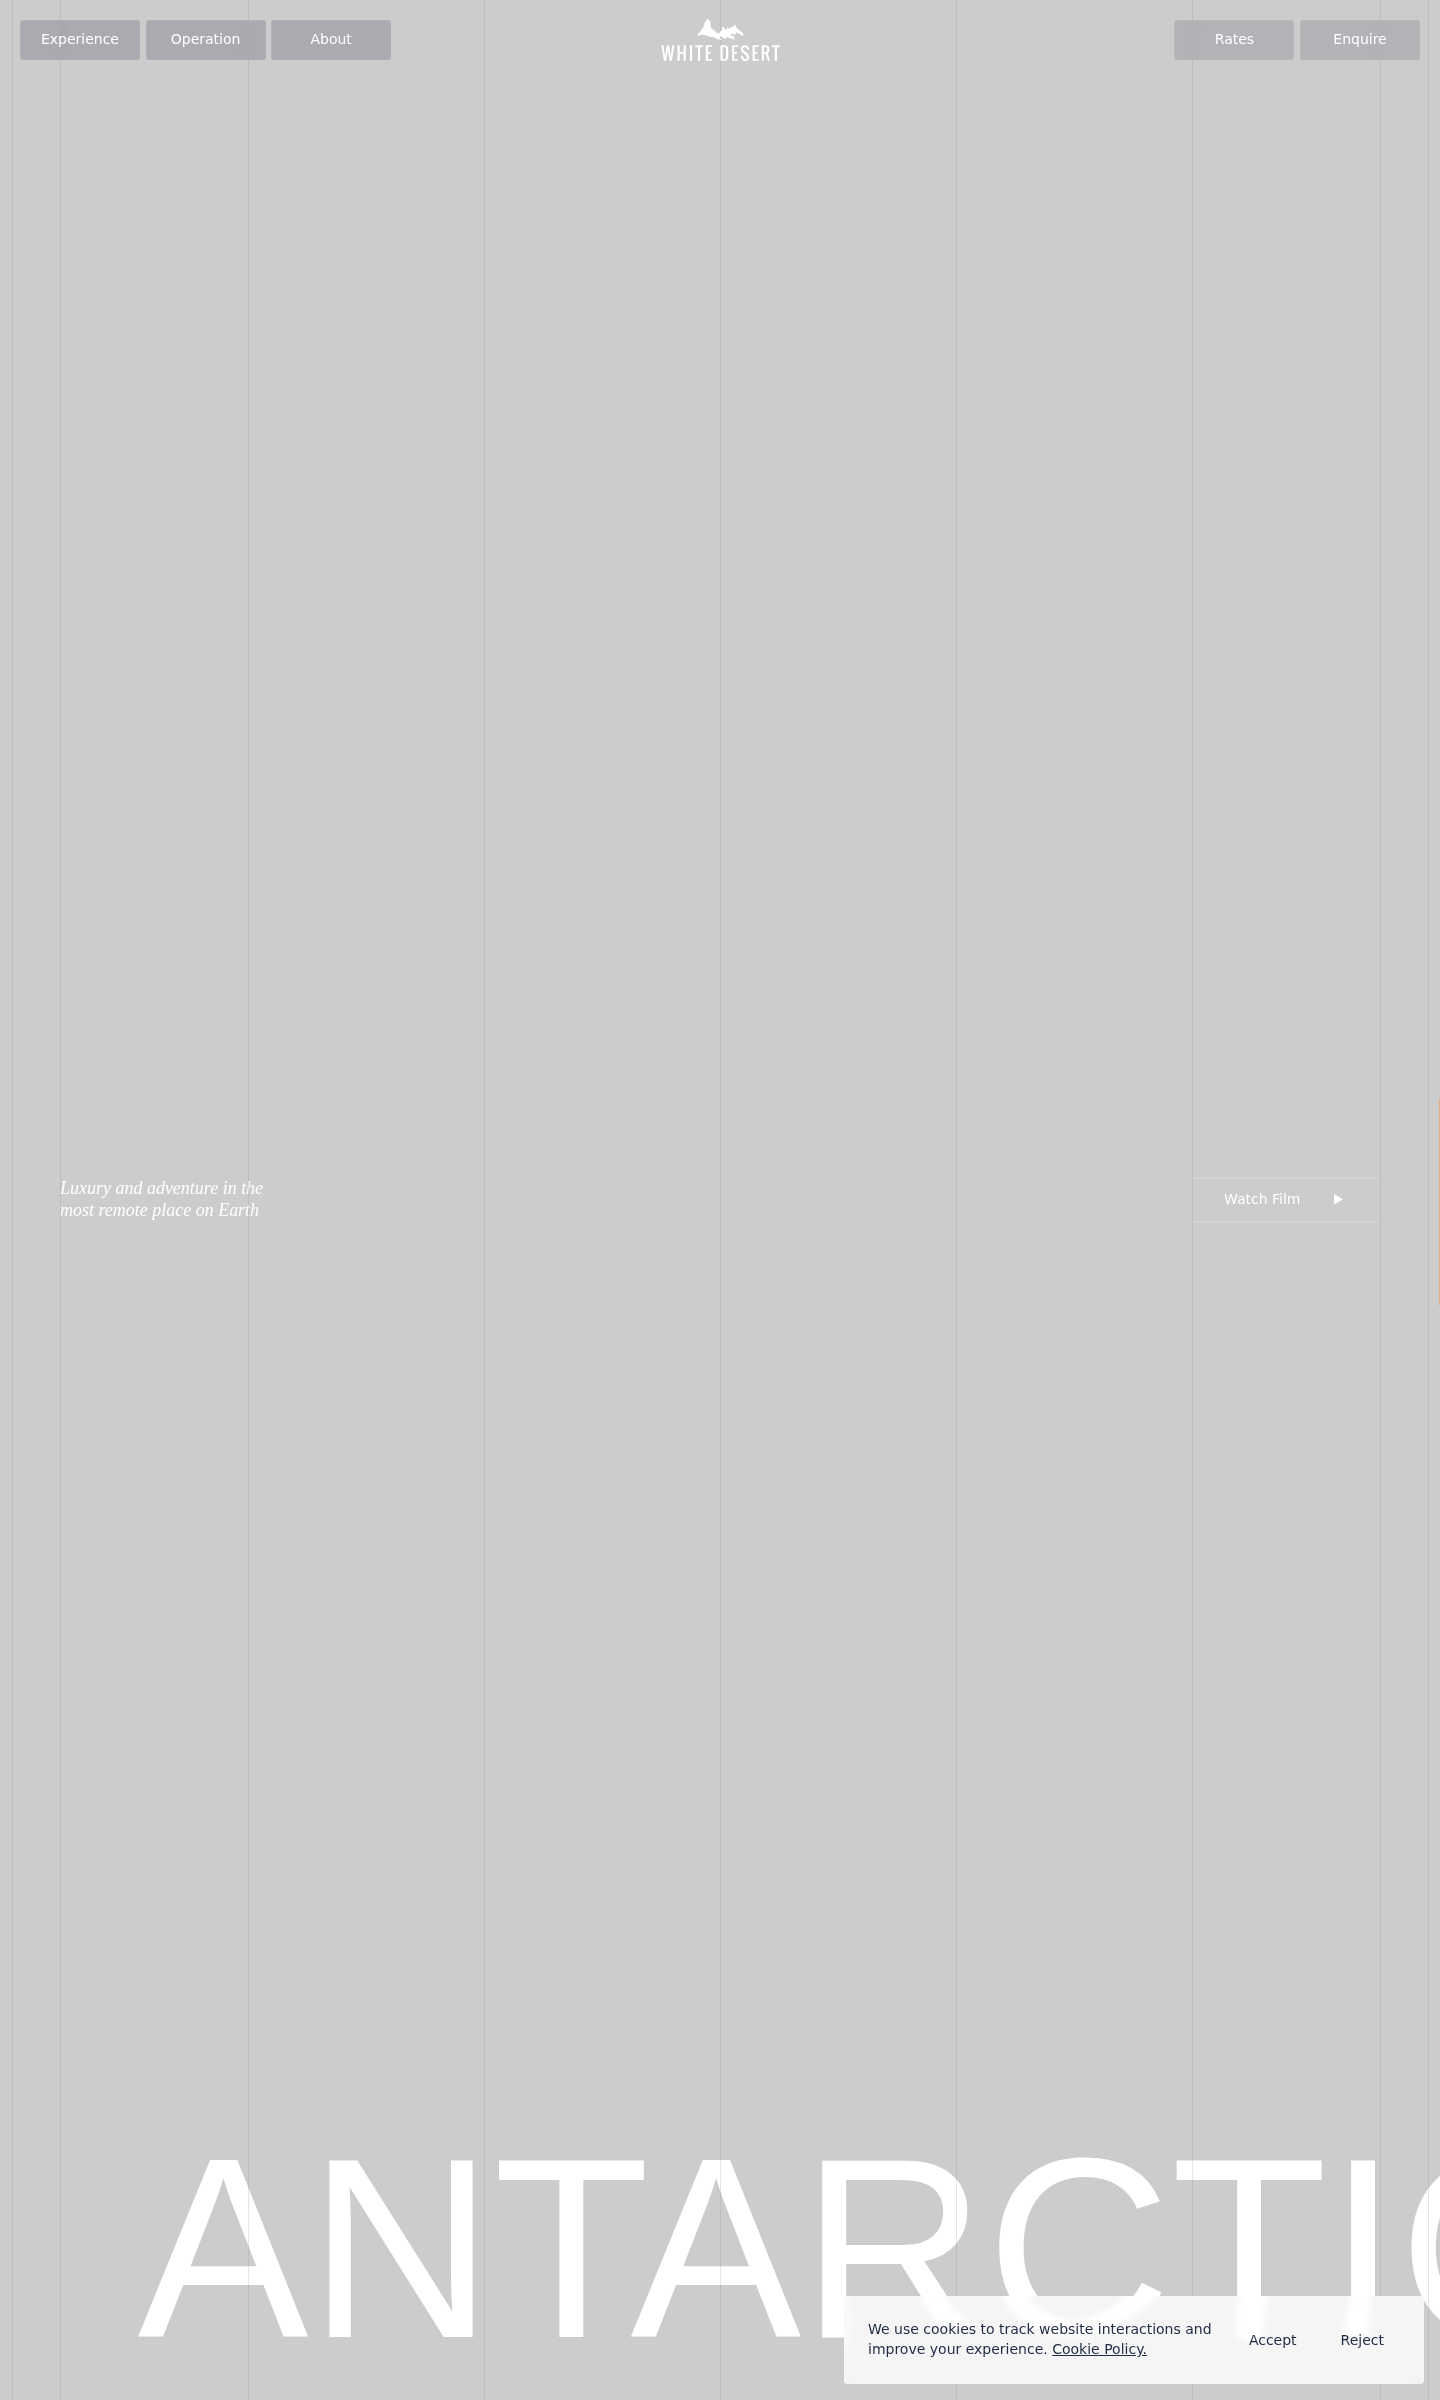 Experience
Operation
About
WHITE DESERT
Rates
Enquire
Luxury and adventure in the
most remote place on Earth
Watch Film
ANTARCTI
We use cookies to track website interactions and
improve your experience. Cookie Policy.
Accept
Reject